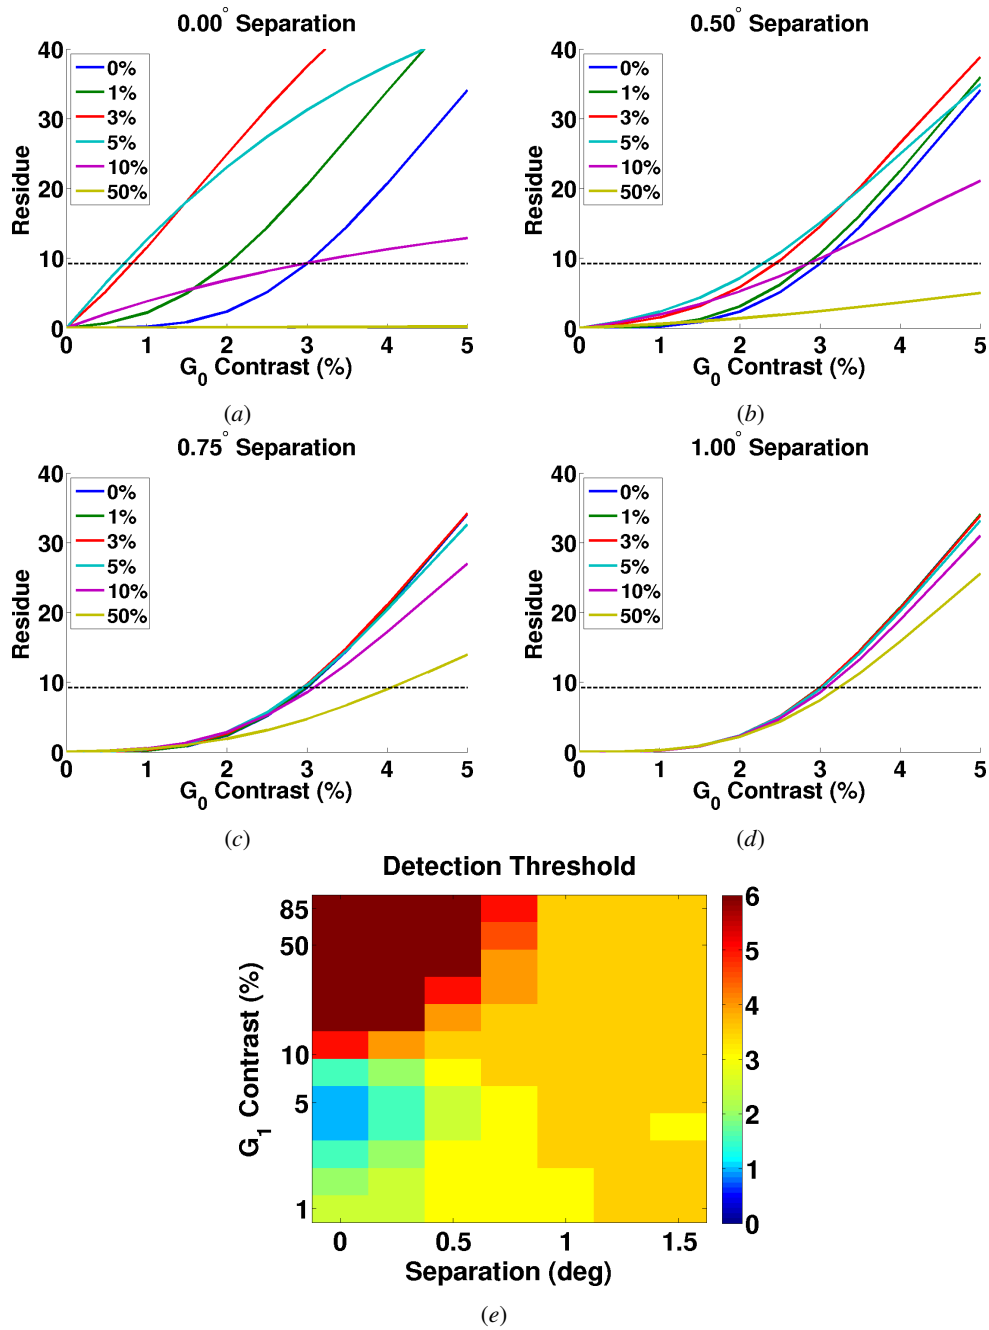 0.00° Separation
40
30
20
10
0
Residue
0%
1%
3%
5%
10%
50%
0 1 2 3 4 5
G0 Contrast (%)
(a)
0.50° Separation
40
30
20
10
0
Residue
0%
1%
3%
5%
10%
50%
0 1 2 3 4 5
G0 Contrast (%)
(b)
0.75° Separation
40
30
20
10
0
Residue
0%
1%
3%
5%
10%
50%
0 1 2 3 4 5
G0 Contrast (%)
(c)
1.00° Separation
40
30
20
10
0
Residue
0%
1%
3%
5%
10%
50%
0 1 2 3 4 5
G0 Contrast (%)
(d)
Detection Threshold
85
50
10
5
1
G1 Contrast (%)
6
5
4
3
2
1
0
0 0.5 1 1.5
Separation (deg)
(e)